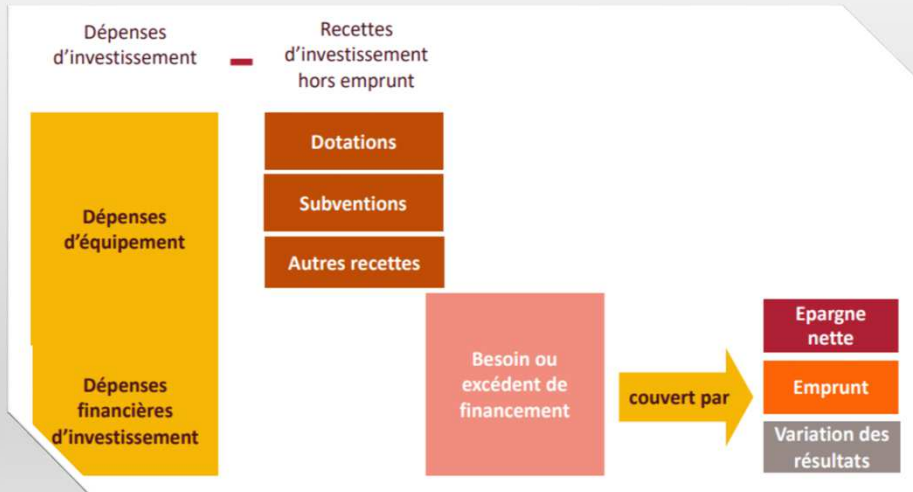 Dépenses
d’investissement
-
Recettes
d’investissement
hors emprunt
Dépenses
d’équipement
Dépenses
financières
d’investissement
Dotations
Subventions
Autres recettes
Besoin ou
excédent de
financement
couvert par
Epargne
nette
Emprunt
Variation des
résultats